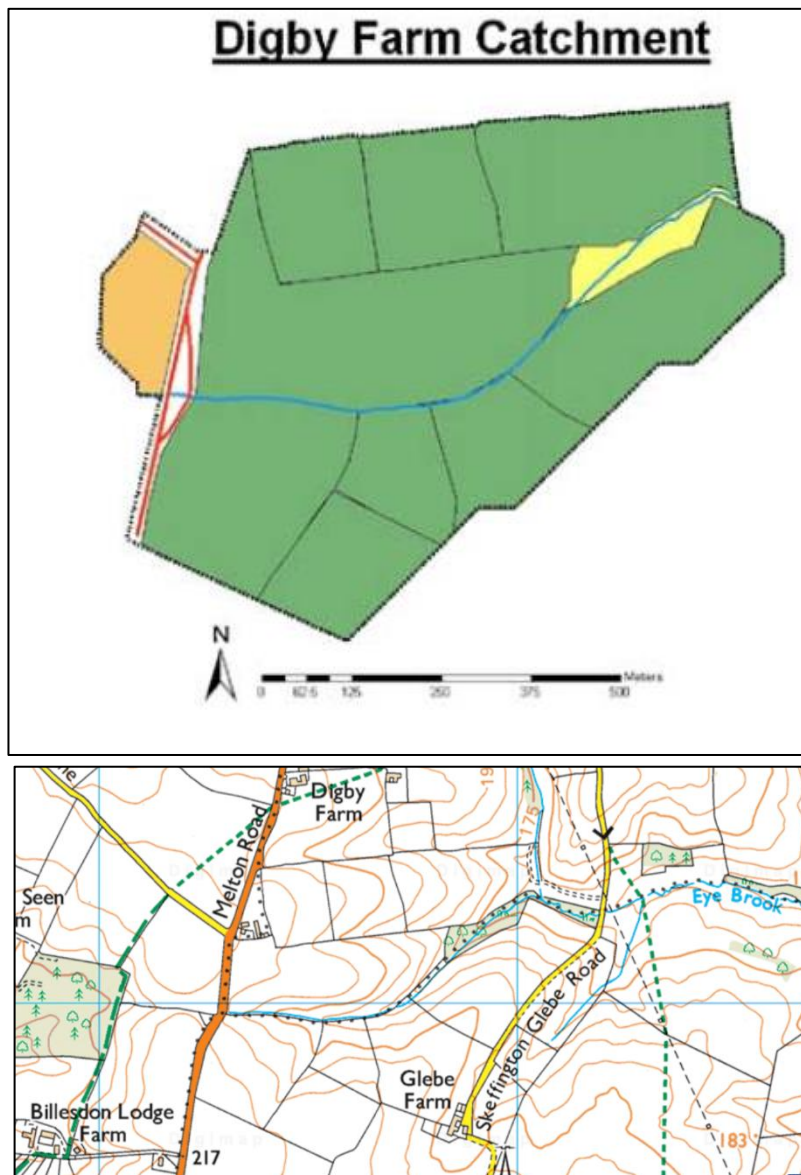 Digby Farm Catchment
N
Meters
0 62.5 125 250 375 500
Digby
Farm
Melton Road
175
Seen
Eye Brook
Skeffington Glebe Road
Glebe
Farm
Billesdon Lodge
Farm
217
183